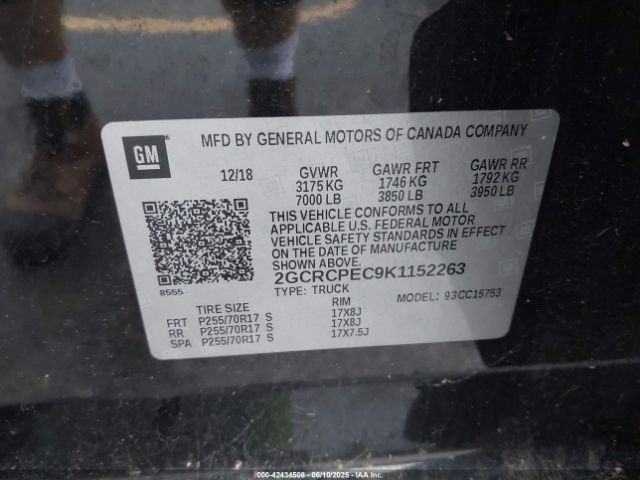 GM
MFD BY GENERAL MOTORS OF CANADA COMPANY
12/18 GVWR GAWR FRT GAWR RR
3175 KG 1746 KG 1792 KG
7000 LB 3850 LB 3950 LB
THIS VEHICLE CONFORMS TO ALL
APPLICABLE U.S. FEDERAL MOTOR
VEHICLE SAFETY STANDARDS IN EFFECT
ON THE DATE OF MANUFACTURE
SHOWN ABOVE.
2GCRCPEC9K1152263
8555
TYPE: TRUCK MODEL: 93CC15753
TIRE SIZE RIM
FRT P255/70R17 S 17X8J
RR P255/70R17 S 17X8J
SPA P255/70R17 S 17X7.5J
000-42434508 - 06/10/2025 - IAAI.COM